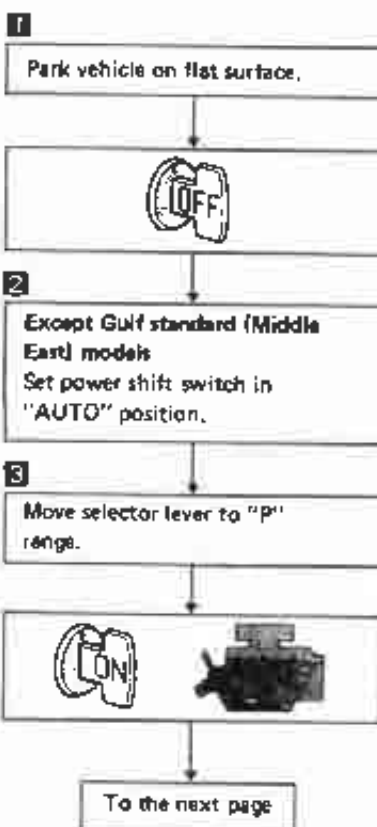 1
Park vehicle on flat surface.
OFF
2
Except Gulf standard (Middle
East) models
Set power shift switch in
"AUTO" position.
3
Move selector lever to "P"
range.
ON
To the next page